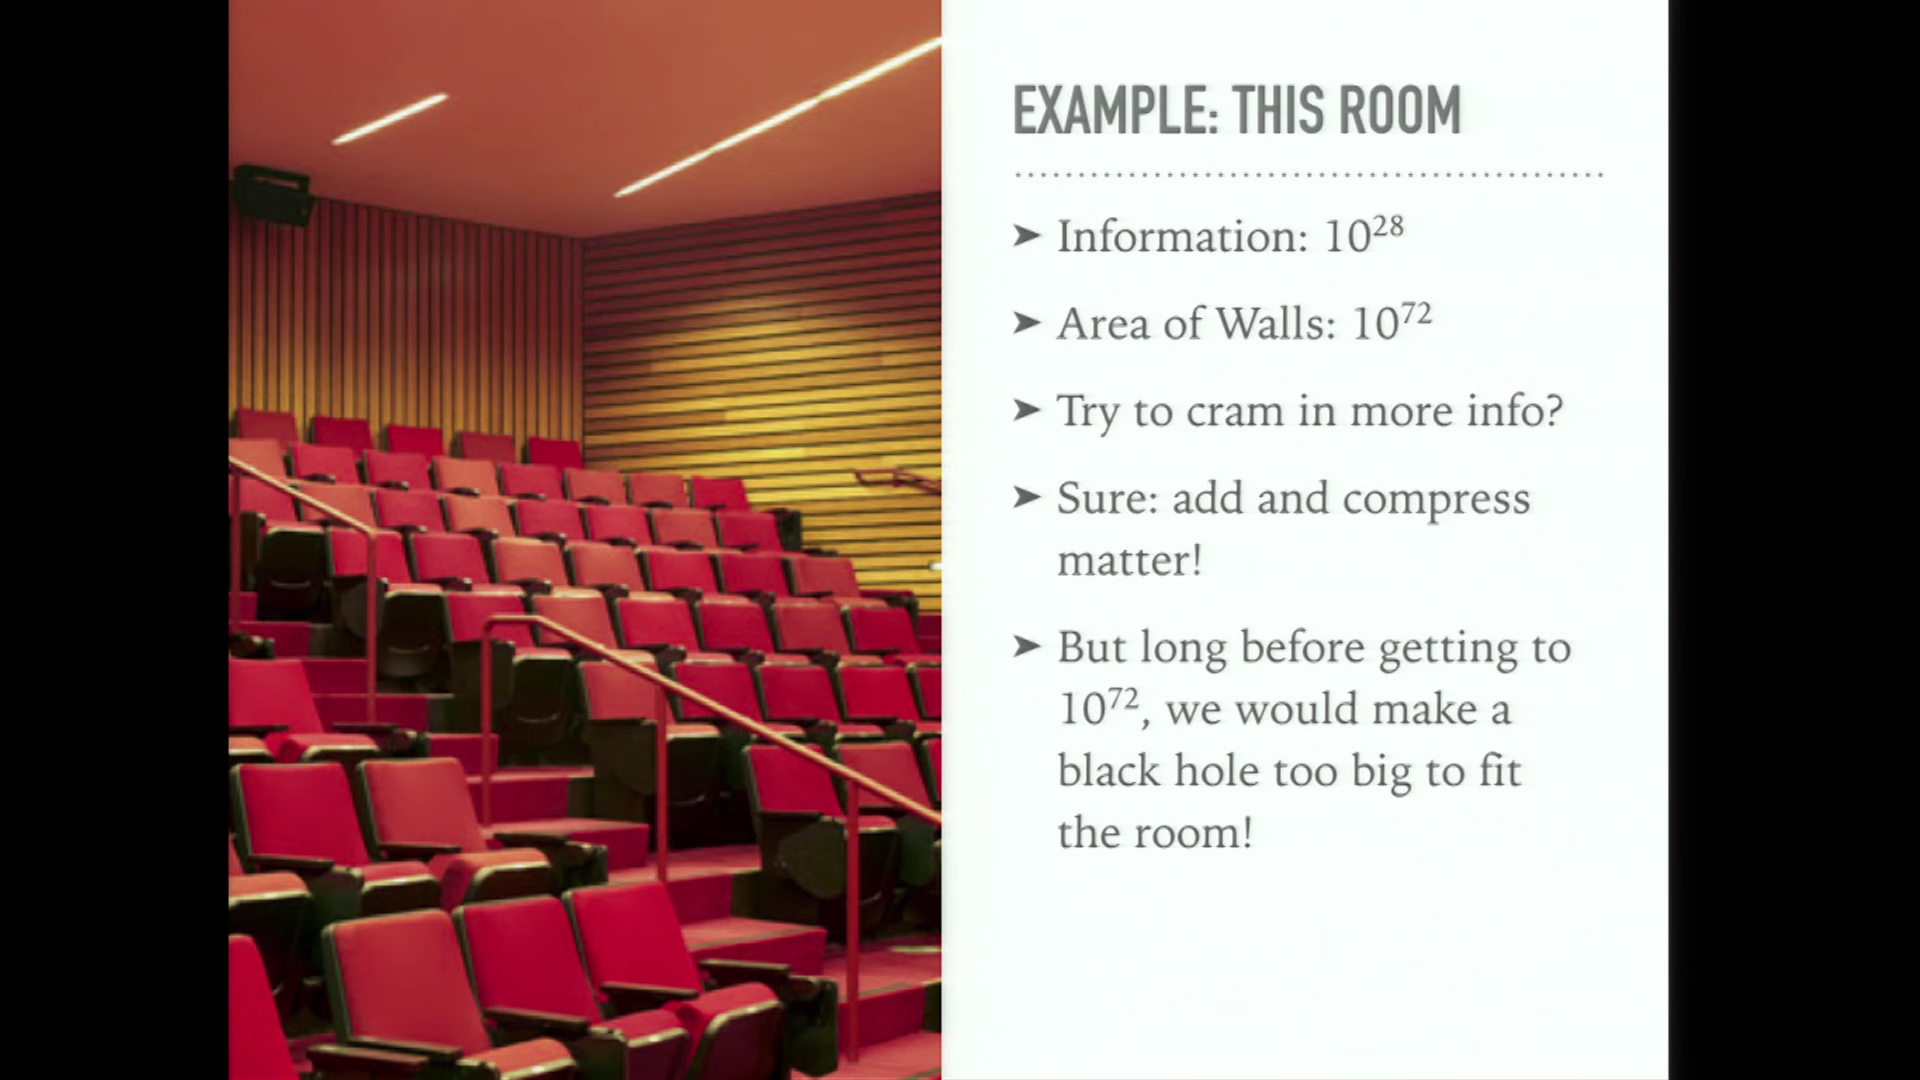 EXAMPLE: THIS ROOM
➤ Information: 10²⁸
➤ Area of Walls: 10⁷²
➤ Try to cram in more info?
➤ Sure: add and compress
matter!
➤ But long before getting to
10⁷², we would make a
black hole too big to fit
the room!